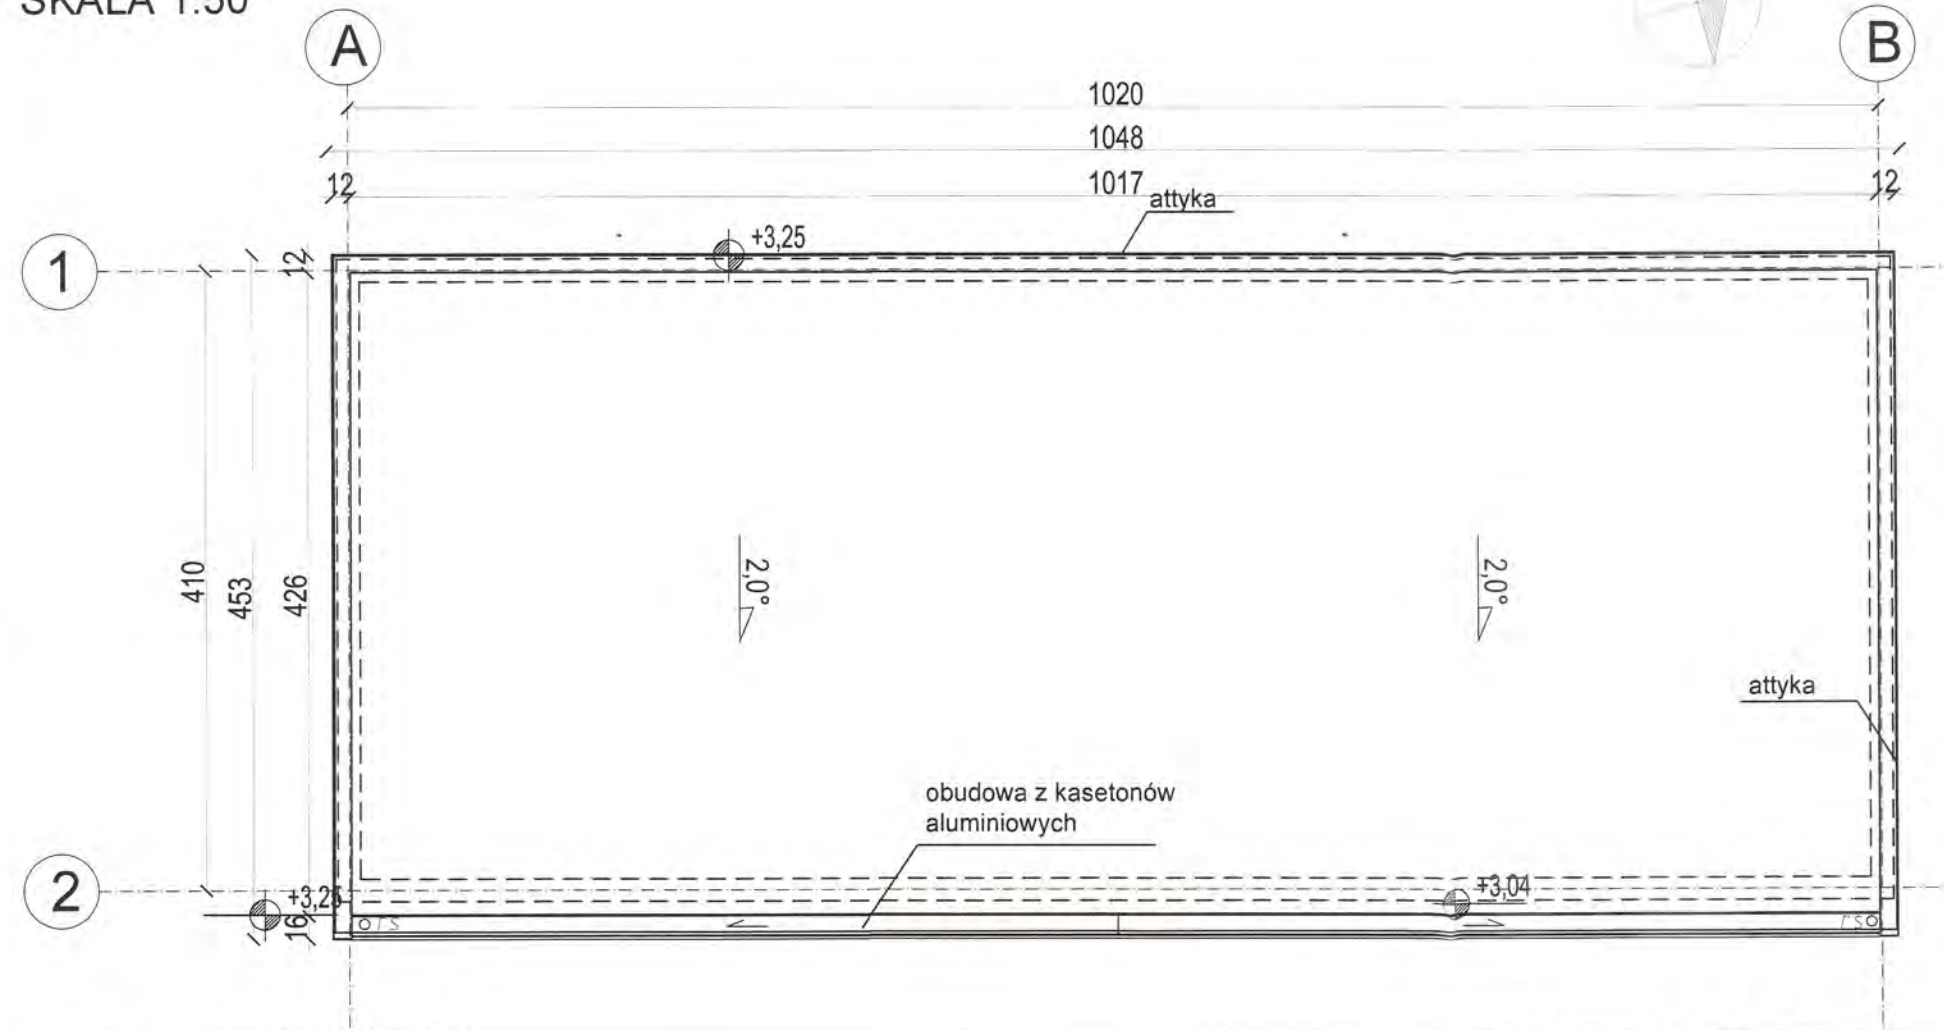 SKALA 1:50
A
B
1020
1048
12
1017
12
attyka
+3,25
1
12
410
453
426
2,0°
2,0°
attyka
obudowa z kasetonów
aluminiowych
2
+3,25
+3,04
16